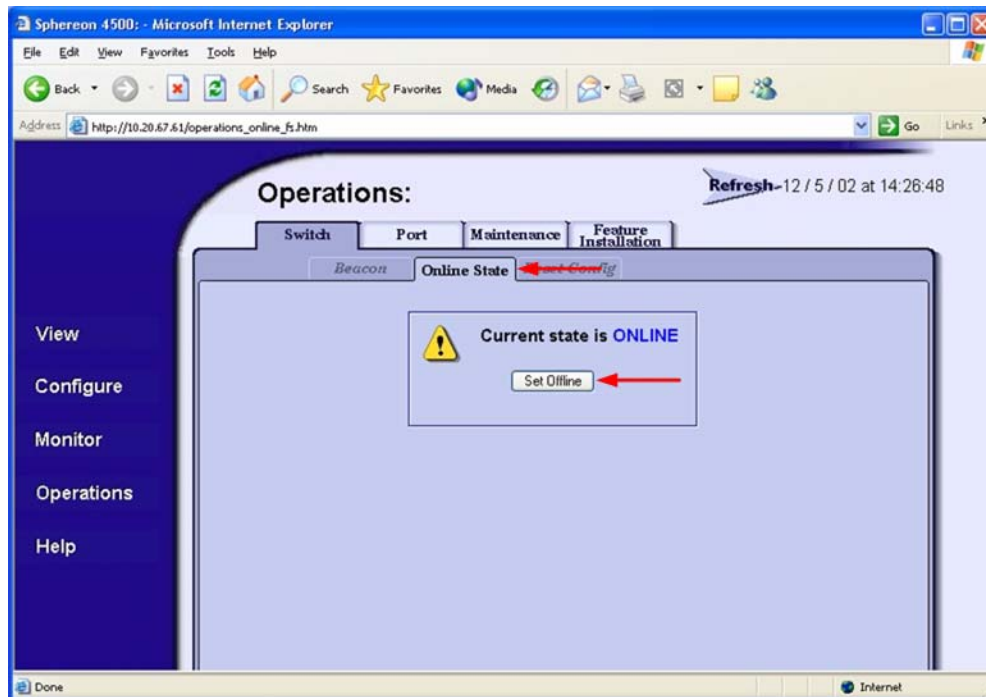 Sphereon 4500: - Microsoft Internet Explorer
File Edit View Favorites Tools Help
Back Search Favorites Media
Address http://10.20.67.61/operations_online_fs.htm Go Links
Operations:
Refresh-12 / 5 / 02 at 14:26:48
Switch Port Maintenance Feature Installation
Beacon Online State Config
View
Configure
Monitor
Operations
Help
Current state is ONLINE
Set Offline
Done Internet